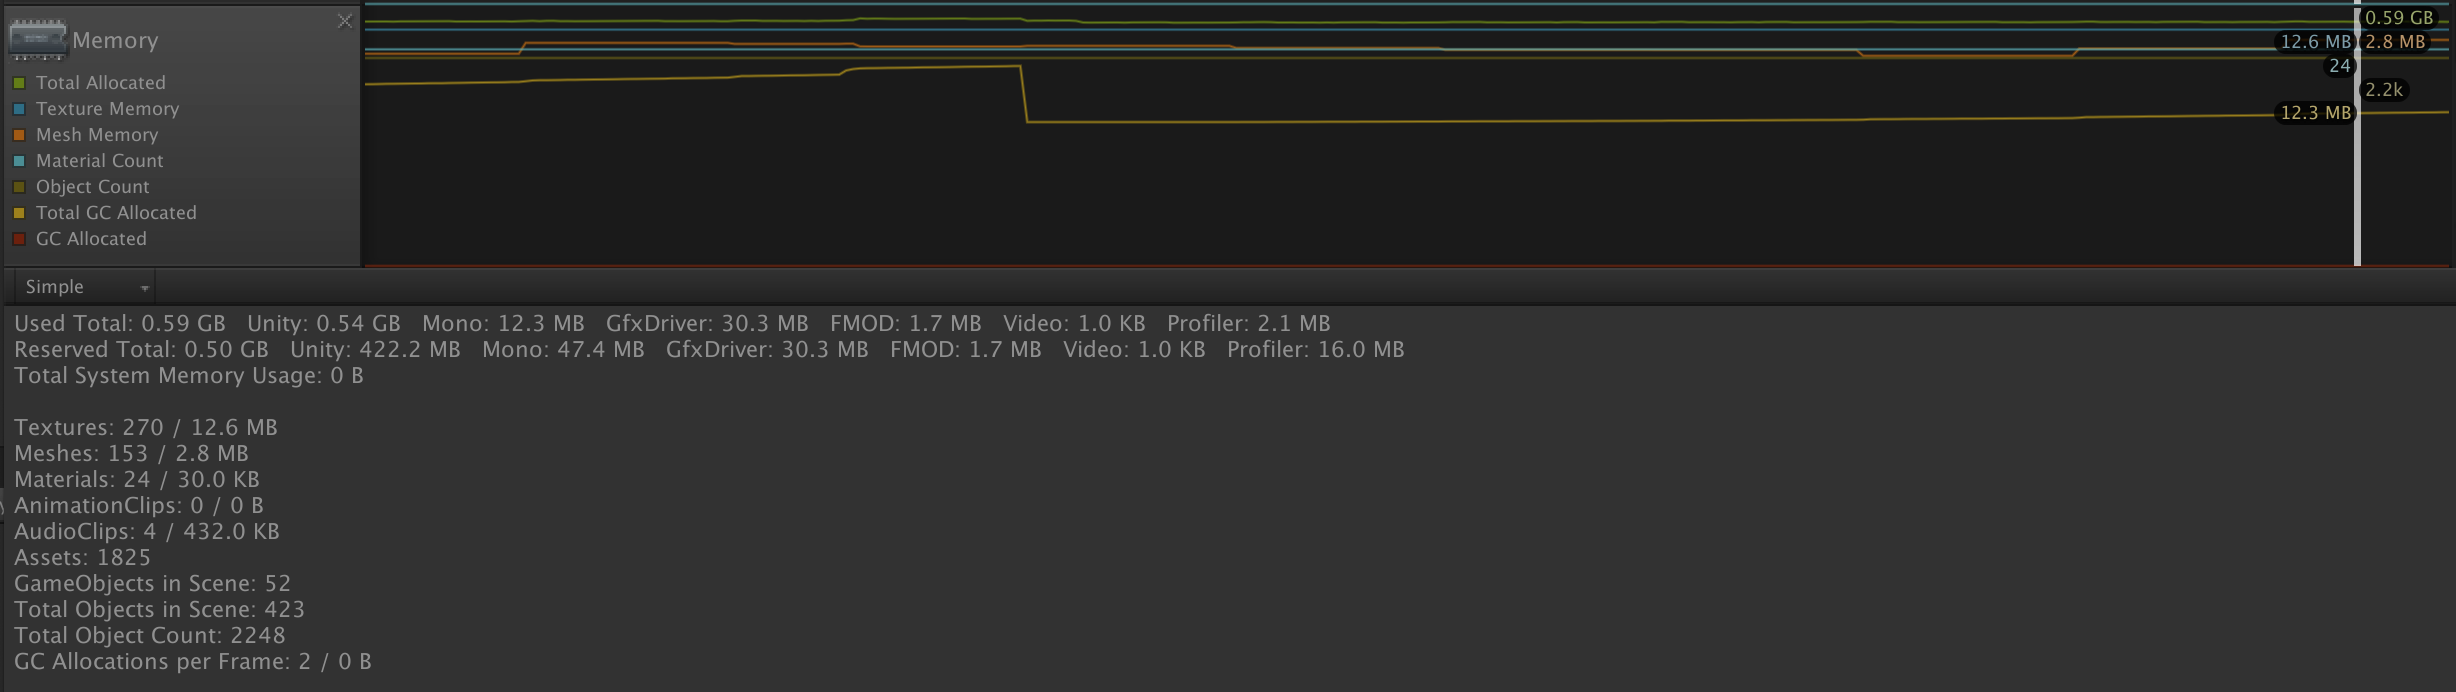 Memory
Total Allocated
Texture Memory
Mesh Memory
Material Count
Object Count
Total GC Allocated
GC Allocated
0.59 GB
12.6 MB 2.8 MB
24
2.2k
12.3 MB
Simple
Used Total: 0.59 GB Unity: 0.54 GB Mono: 12.3 MB GfxDriver: 30.3 MB FMOD: 1.7 MB Video: 1.0 KB Profiler: 2.1 MB
Reserved Total: 0.50 GB Unity: 422.2 MB Mono: 47.4 MB GfxDriver: 30.3 MB FMOD: 1.7 MB Video: 1.0 KB Profiler: 16.0 MB
Total System Memory Usage: 0 B
Textures: 270 / 12.6 MB
Meshes: 153 / 2.8 MB
Materials: 24 / 30.0 KB
AnimationClips: 0 / 0 B
AudioClips: 4 / 432.0 KB
Assets: 1825
GameObjects in Scene: 52
Total Objects in Scene: 423
Total Object Count: 2248
GC Allocations per Frame: 2 / 0 B